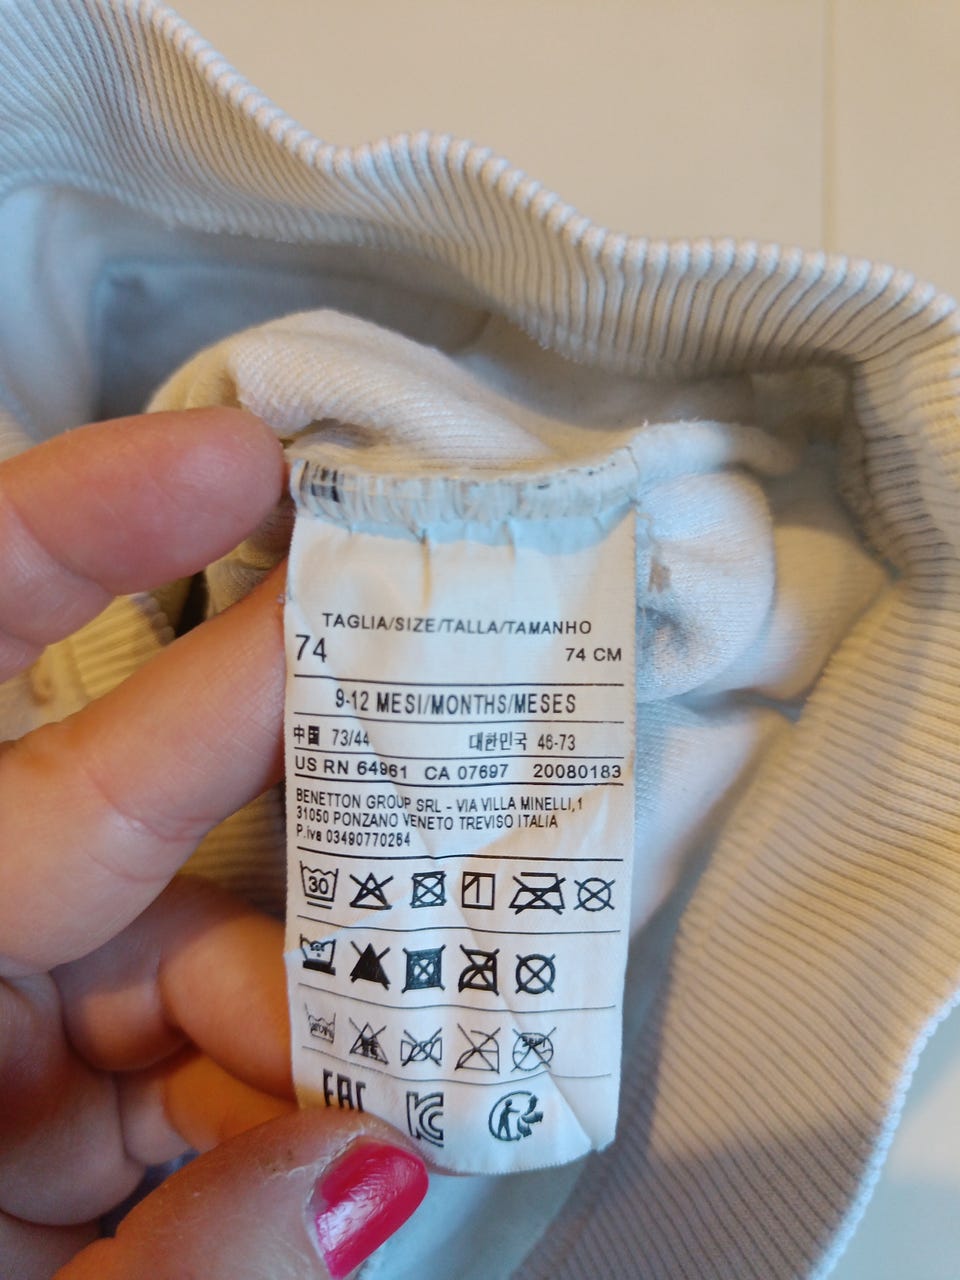 TAGLIA/SIZE/TALLA/TAMANHO
74 74 CM
9-12 MESI/MONTHS/MESES
中国 73/44 대한민국 46-73
US RN 64961 CA 07697 20080183
BENETTON GROUP SRL - VIA VILLA MINELLI,1
31050 PONZANO VENETO TREVISO ITALIA
P.Iva 03490770264
30
EAC KC